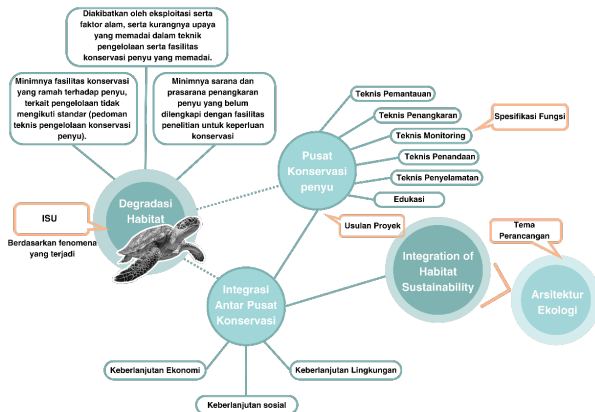 Diakibatkan oleh eksploitasi serta
faktor alam, serta kurangnya upaya
yang memadai dalam teknik
pengelolaan serta fasilitas
konservasi penyu yang memadai.
Minimnya fasilitas konservasi
yang ramah terhadap penyu,
terkait pengelolaan tidak
mengikuti standar (pedoman
teknis pengelolaan konservasi
penyu).
Minimnya sarana dan
prasarana penangkaran
penyu yang belum
dilengkapi dengan fasilitas
penelitian untuk keperluan
konservasi
Teknis Pemantauan
Teknis Penangkaran
Teknis Monitoring
Teknis Penandaan
Teknis Penyelamatan
Edukasi
Spesifikasi Fungsi
Pusat
Konservasi
penyu
Degradasi
Habitat
ISU
Berdasarkan fenomena
yang terjadi
Usulan Proyek
Tema
Perancangan
Integration of
Habitat
Sustainability
Arsitektur
Ekologi
Integrasi
Antar Pusat
Konservasi
Keberlanjutan Ekonomi
Keberlanjutan Lingkungan
Keberlanjutan sosial